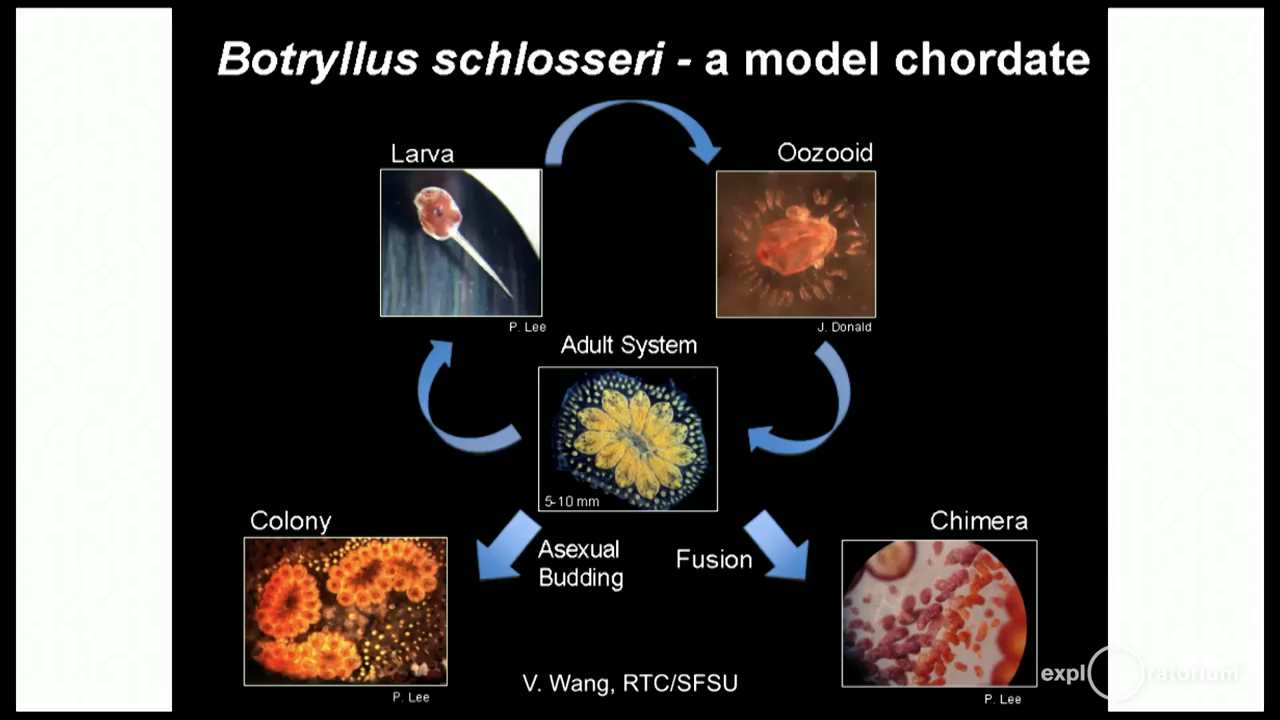 Botryllus schlosseri - a model chordate
Larva
Oozooid
P. Lee
J. Donald
Adult System
5-10 mm
Colony
Chimera
Asexual
Budding
Fusion
V. Wang, RTC/SFSU
P. Lee
P. Lee
explOratorium